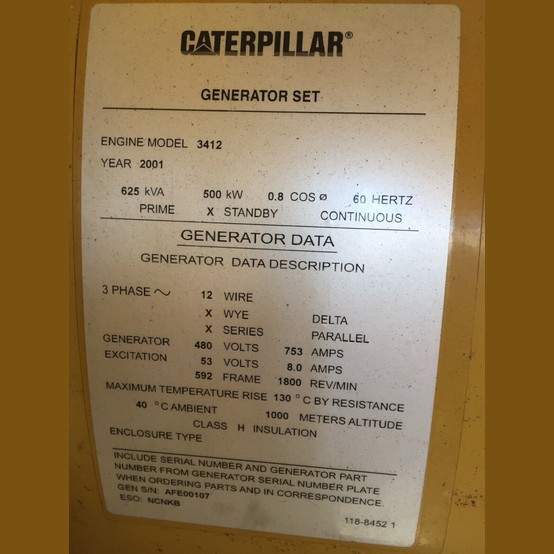 CATERPILLAR®
GENERATOR SET
ENGINE MODEL 3412
YEAR 2001
625 kVA 500 kW 0.8 COS ø 60 HERTZ
PRIME X STANDBY CONTINUOUS
GENERATOR DATA
GENERATOR DATA DESCRIPTION
3 PHASE ~ 12 WIRE
X WYE DELTA
X SERIES PARALLEL
GENERATOR 480 VOLTS 753 AMPS
EXCITATION 53 VOLTS 8.0 AMPS
592 FRAME 1800 REV/MIN
MAXIMUM TEMPERATURE RISE 130 °C BY RESISTANCE
40 °C AMBIENT 1000 METERS ALTITUDE
CLASS H INSULATION
ENCLOSURE TYPE
INCLUDE SERIAL NUMBER AND GENERATOR PART
NUMBER FROM GENERATOR SERIAL NUMBER PLATE
WHEN ORDERING PARTS AND IN CORRESPONDENCE.
GEN S/N: AFE00107
ESO: NCNKB
118-8452 1